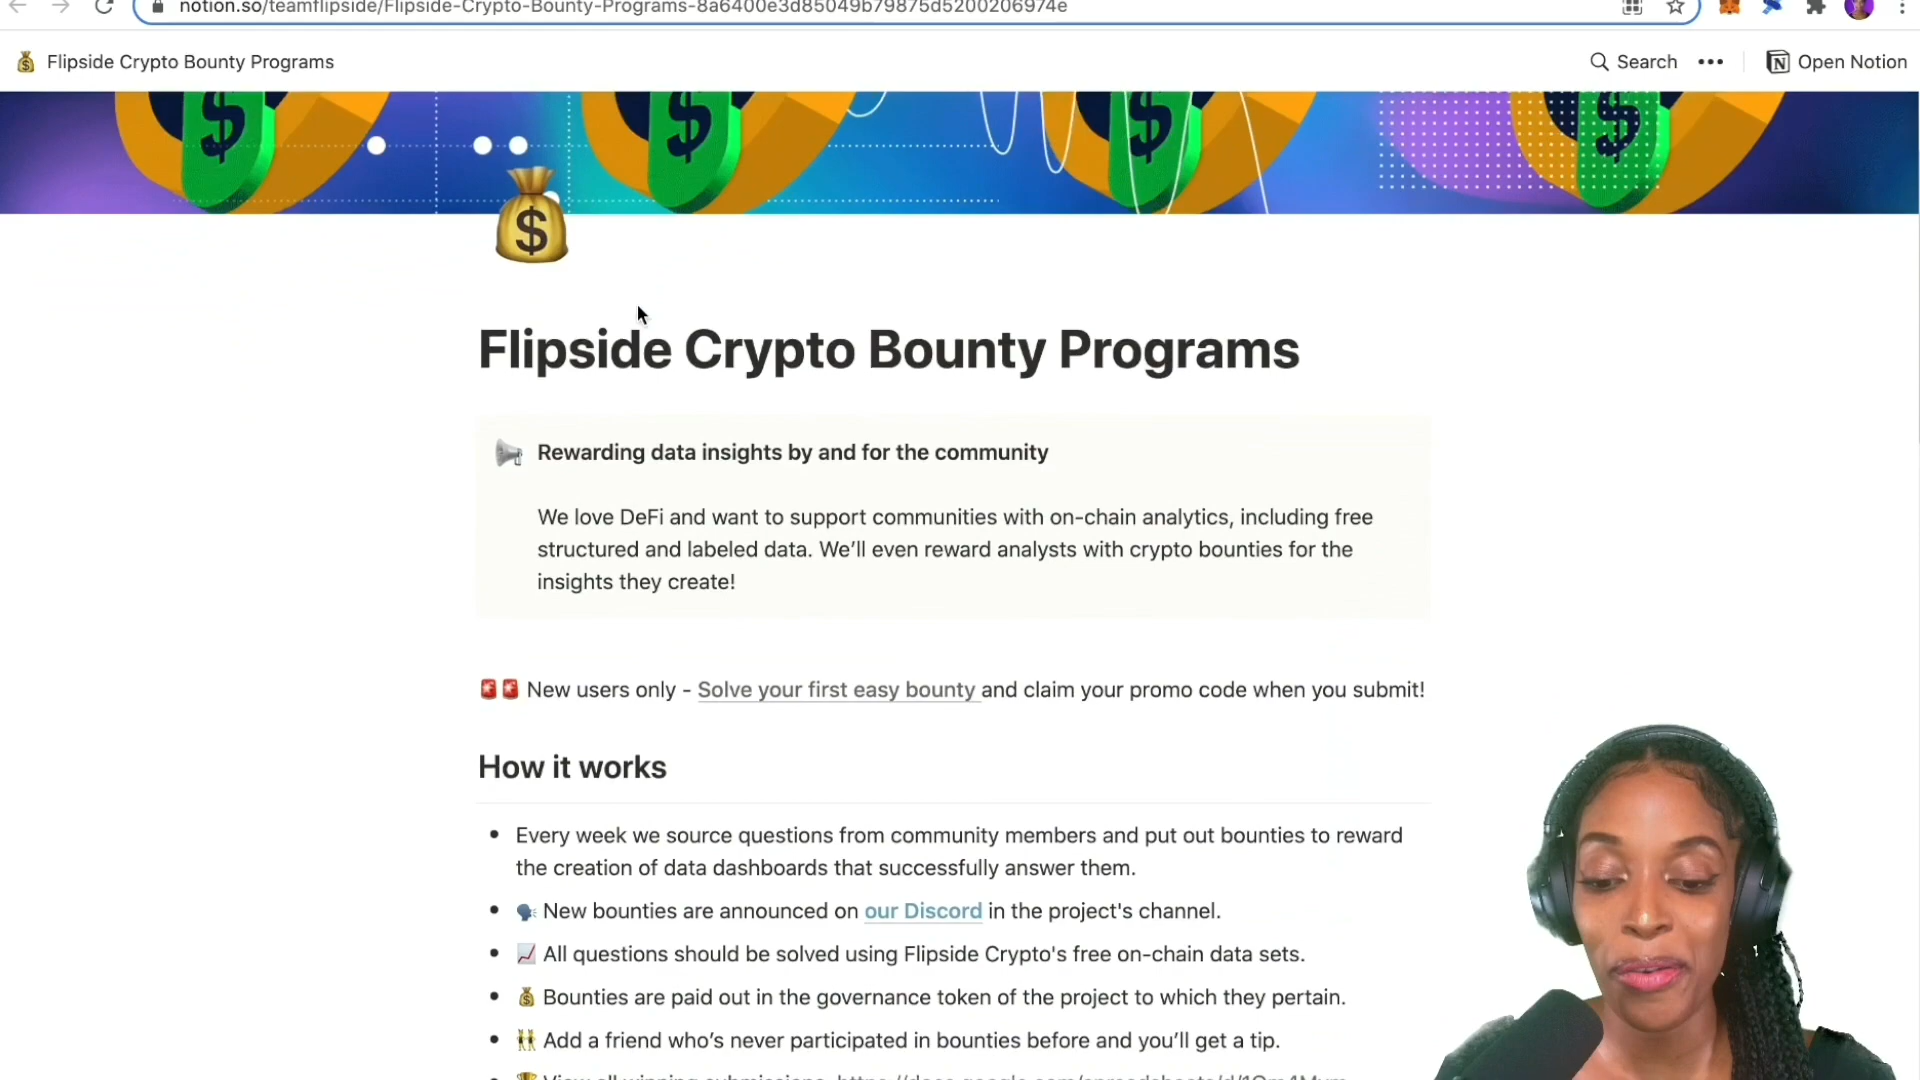 notion.so/teamflipside/Flipside-Crypto-Bounty-Programs-8a6400e3d85049b79875d5200206974e
Flipside Crypto Bounty Programs
Search
Open Notion
Flipside Crypto Bounty Programs
Rewarding data insights by and for the community
We love DeFi and want to support communities with on-chain analytics, including free
structured and labeled data. We’ll even reward analysts with crypto bounties for the
insights they create!
New users only - Solve your first easy bounty and claim your promo code when you submit!
How it works
Every week we source questions from community members and put out bounties to reward
the creation of data dashboards that successfully answer them.
New bounties are announced on our Discord in the project's channel.
All questions should be solved using Flipside Crypto's free on-chain data sets.
Bounties are paid out in the governance token of the project to which they pertain.
Add a friend who’s never participated in bounties before and you’ll get a tip.
View all winning submissions